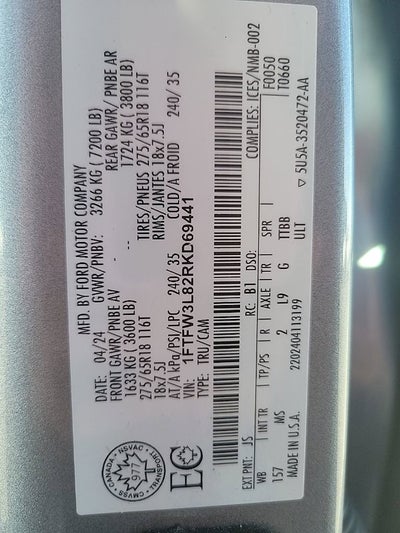 MFD. BY FORD MOTOR COMPANY
DATE: 04/24 GVWR/PNBV: 3266 KG ( 7200 LB)
FRONT GAWR/PNBE AV REAR GAWR/ PNBE AR
1633 KG ( 3600 LB) 1724 KG ( 3800 LB)
275/65R18 116T TIRES/PNEUS 275/65R18 116T
18x7.5J RIMS/JANTES 18x7.5J
AT/A kPa/PSI/LPC 240/ 35 COLD/A FROID 240/ 35
VIN: 1FTFW3L82RKD69441
TYPE: TRU/CAM
COMPLIES: ICES/NMB-002
CANADA
NSVAC
TRANSPORT
CMVSS
977
EC
EXT PNT: JS RC: B1 DSO: F0050
T0660
WB INT TR TP/PS R AXLE TR SPR
157 MS 2 L9 G TTBB
ULT
MADE IN U.S.A. 2202404113199 ▽ 5U5A-3520472-AA